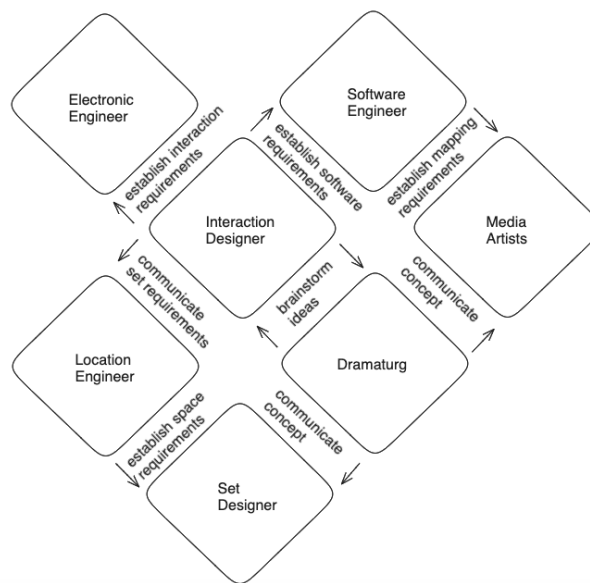 Electronic
Engineer
Software
Engineer
establish interaction
requirements
establish software
requirements
establish mapping
requirements
Interaction
Designer
Media
Artists
communicate
set requirements
brainstorm
ideas
communicate
concept
Location
Engineer
Dramaturg
establish space
requirements
communicate
concept
Set
Designer